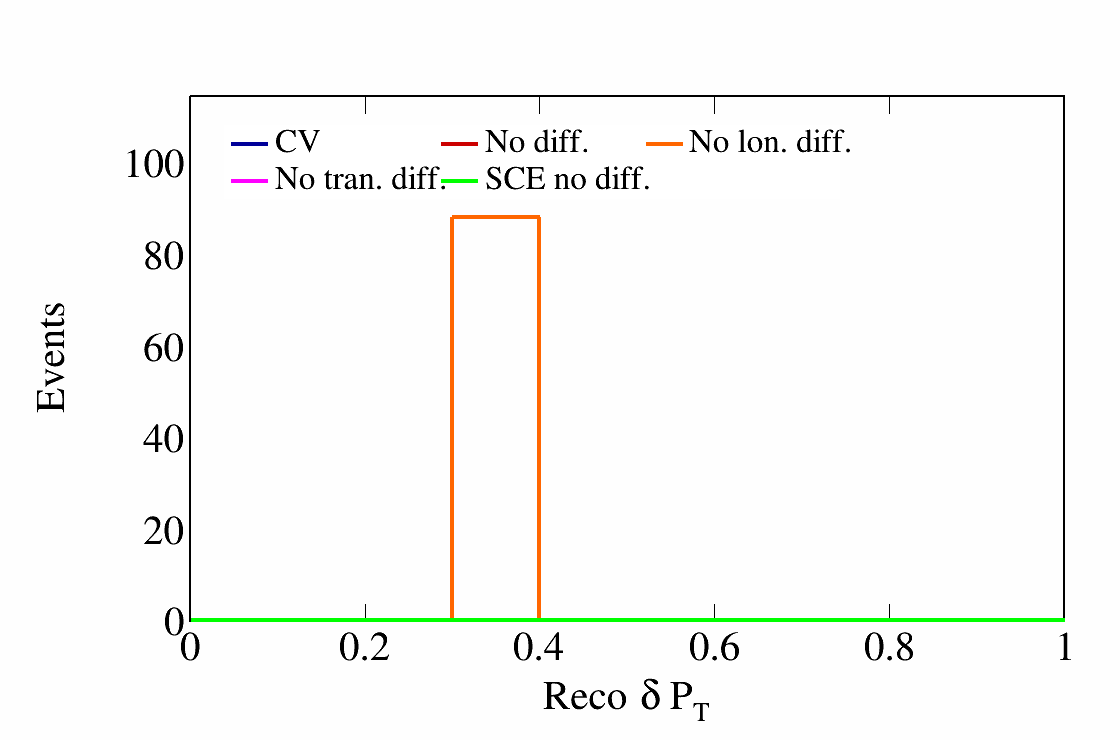 CV No diff. No lon. diff.
No tran. diff. SCE no diff.
100
80
60
40
20
0
0 0.2 0.4 0.6 0.8 1
Events
Reco δ P_T